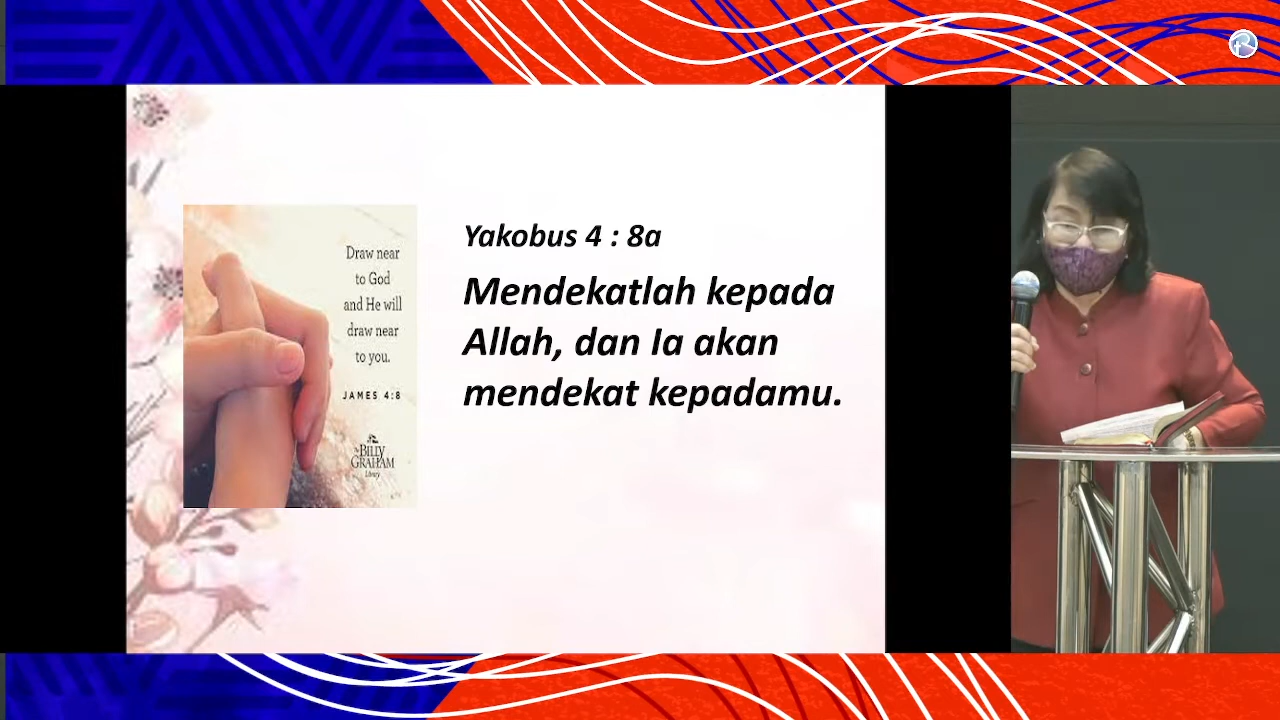 Draw near
to God
and He will
draw near
to you.
JAMES 4:8
BILLY
GRAHAM
Library
Yakobus 4 : 8a
Mendekatlah kepada
Allah, dan Ia akan
mendekat kepadamu.